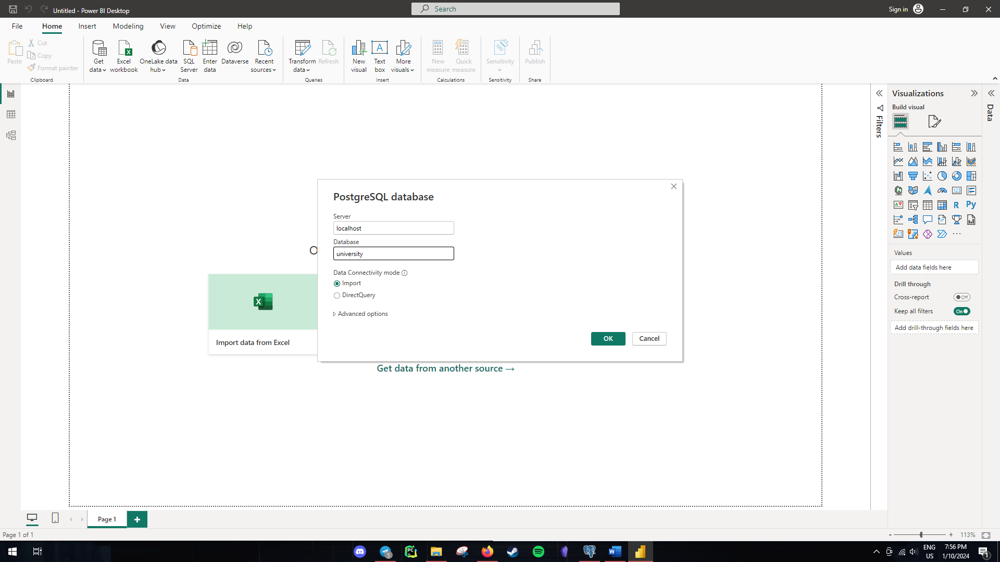 Untitled - Power BI Desktop
Search
Sign in
File
Home
Insert
Modeling
View
Optimize
Help
Paste
Cut
Copy
Format painter
Clipboard
Get data
Excel workbook
OneLake data hub
SQL Server
Enter data
Dataverse
Recent sources
Data
Transform data
Refresh
Queries
New visual
Text box
More visuals
Insert
New measure
Quick measure
Calculations
Sensitivity
Sensitivity
Publish
Share
Filters
Visualizations
Build visual
Data
PostgreSQL database
Server
localhost
Database
university
Data Connectivity mode
Import
DirectQuery
Advanced options
OK
Cancel
O
Import data from Excel
Get data from another source →
123
R
Py
123
Values
Add data fields here
Drill through
Cross-report
Off
Keep all filters
On
Add drill-through fields here
Page 1
Page 1 of 1
- + 113%
5
PC
W
ENG
US
7:56 PM
1/10/2024
1